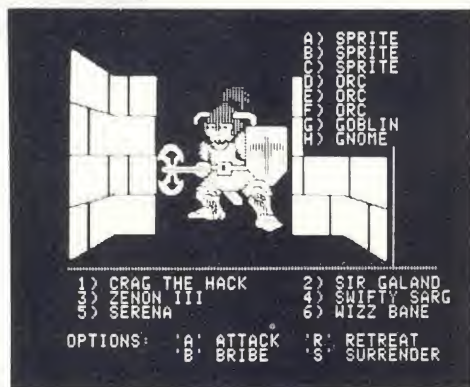 A) SPRITE
B) SPRITE
C) SPRITE
D) ORC
E) ORC
F) ORC
G) GOBLIN
H) GNOME
1) CRAG THE HACK 2) SIR GALAND
3) ZENON III 4) SWIFTY SARG
5) SERENA 6) WIZZ BANE
OPTIONS: 'A' ATTACK 'R' RETREAT
'B' BRIBE 'S' SURRENDER